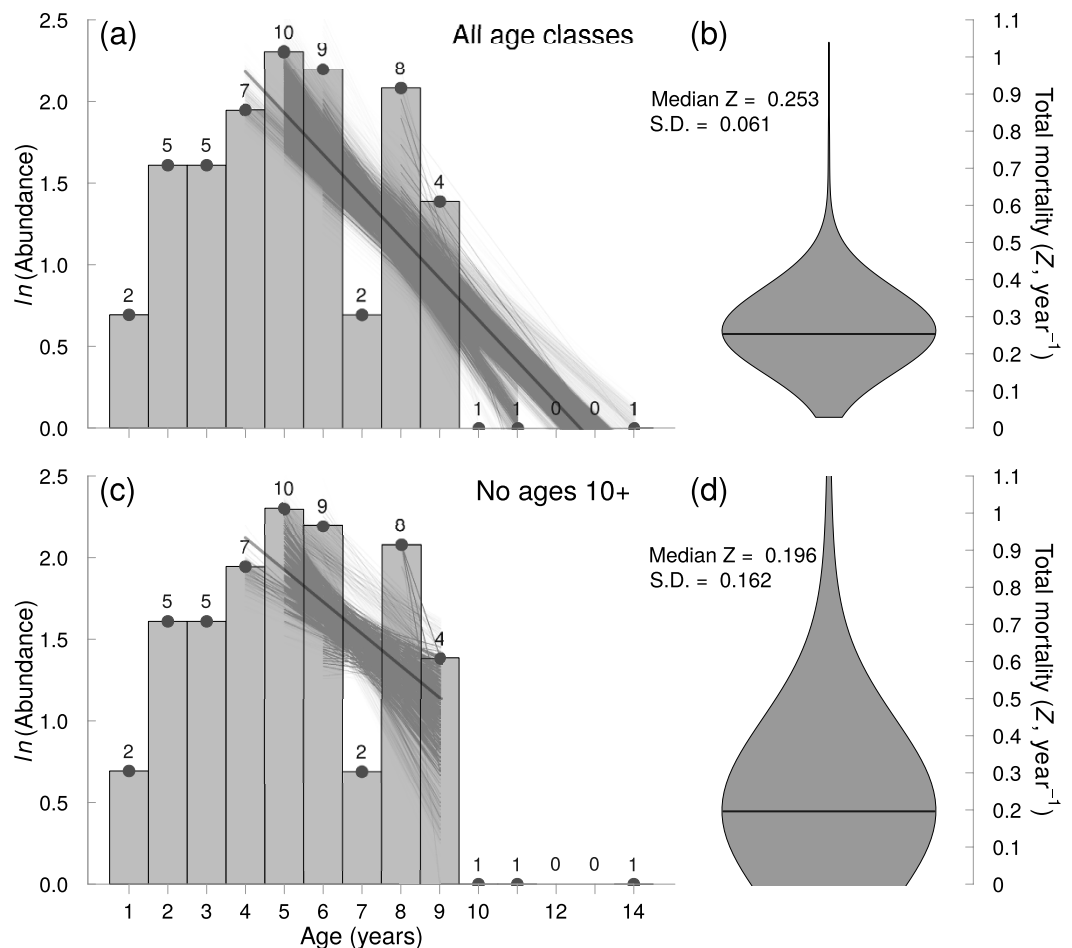 (a) All age classes
2.5
2.0
1.5
1.0
0.5
0.0
ln(Abundance)
2 5 5 7 10 9 2 8 4 1 1 0 0 1
(b)
Median Z = 0.253
S.D. = 0.061
1.1
1
0.9
0.8
0.7
0.6
0.5
0.4
0.3
0.2
0.1
0
Total mortality (Z, year⁻¹)
(c) No ages 10+
2.5
2.0
1.5
1.0
0.5
0.0
ln(Abundance)
2 5 5 7 10 9 2 8 4 1 1 0 0 1
1 2 3 4 5 6 7 8 9 10 12 14
Age (years)
(d)
Median Z = 0.196
S.D. = 0.162
1.1
1
0.9
0.8
0.7
0.6
0.5
0.4
0.3
0.2
0.1
0
Total mortality (Z, year⁻¹)